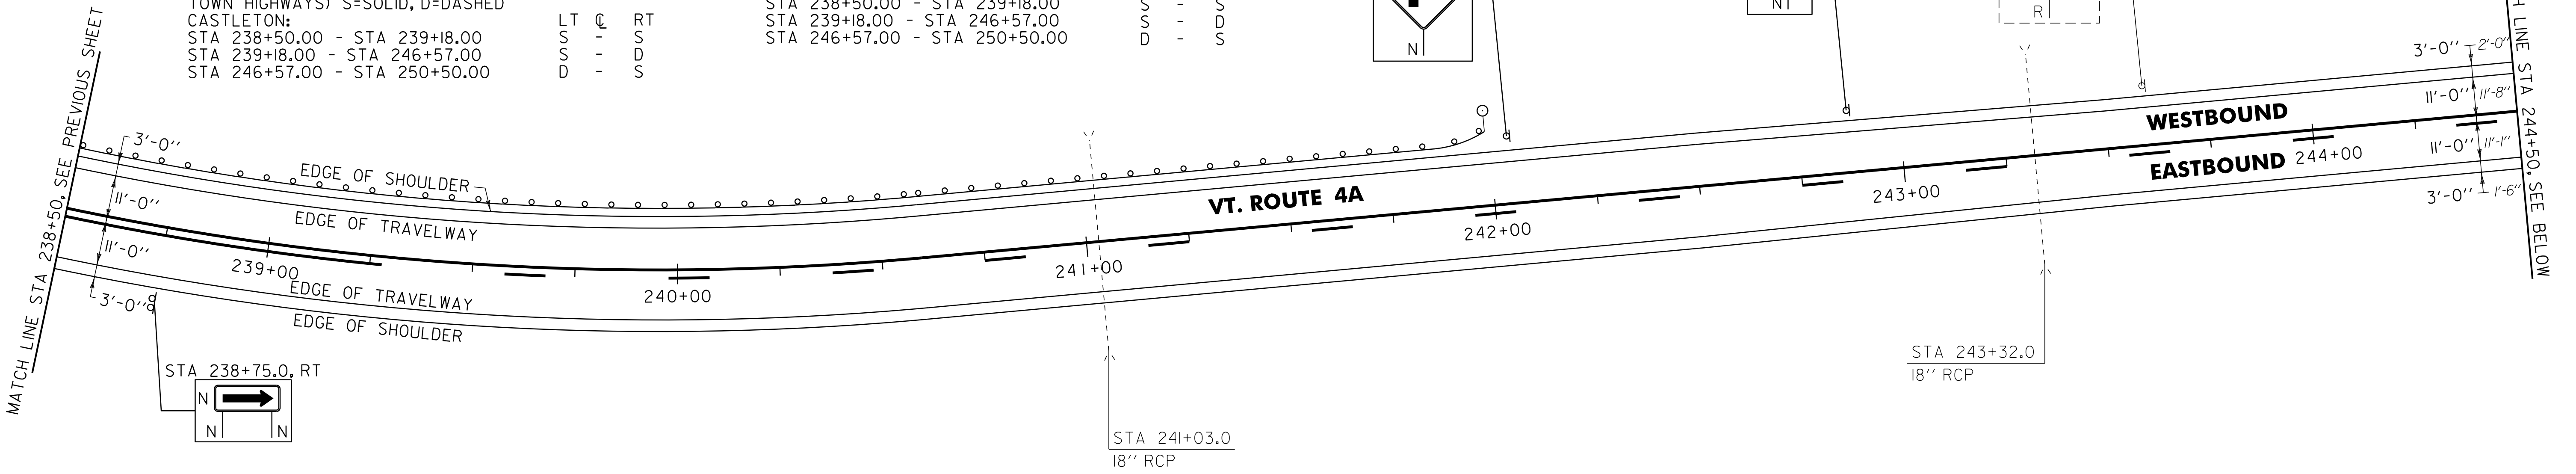 TOWN HIGHWAYS) S=SOLID, D=DASHED
CASTLETON:
LT ℄ RT
STA 238+50.00 - STA 239+18.00 S - S
STA 239+18.00 - STA 246+57.00 S - D
STA 246+57.00 - STA 250+50.00 D - S
STA 238+50.00 - STA 239+18.00 S - S
STA 239+18.00 - STA 246+57.00 S - D
STA 246+57.00 - STA 250+50.00 D - S
N
N
R
MATCH LINE STA 238+50, SEE PREVIOUS SHEET
H LINE STA 244+50, SEE BELOW
3'-0"
11'-0"
11'-0"
3'-0"
EDGE OF SHOULDER
EDGE OF TRAVELWAY
EDGE OF TRAVELWAY
EDGE OF SHOULDER
VT. ROUTE 4A
WESTBOUND
EASTBOUND
239+00
240+00
241+00
242+00
243+00
244+00
3'-0" 2'-0"
11'-0" 11'-8"
11'-0" 11'-1"
3'-0" 1'-6"
STA 238+75.0, RT
N
N N
STA 241+03.0
18" RCP
STA 243+32.0
18" RCP